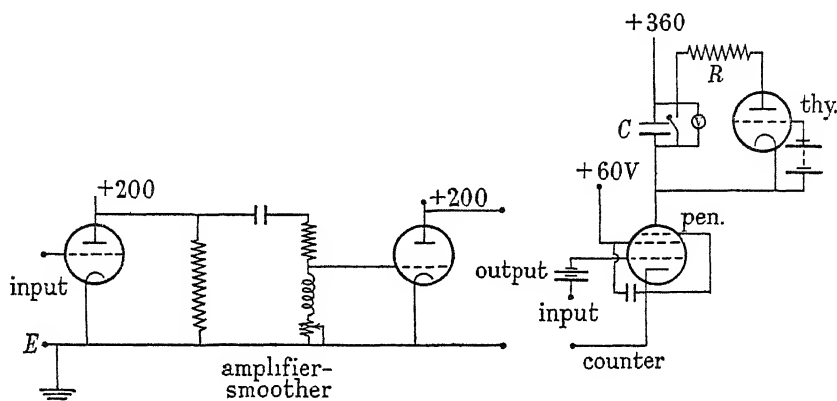 +360
R
thy.
C
V
+200
+200
+60V
pen.
input
output
input
E
amplifier-
smoother
counter